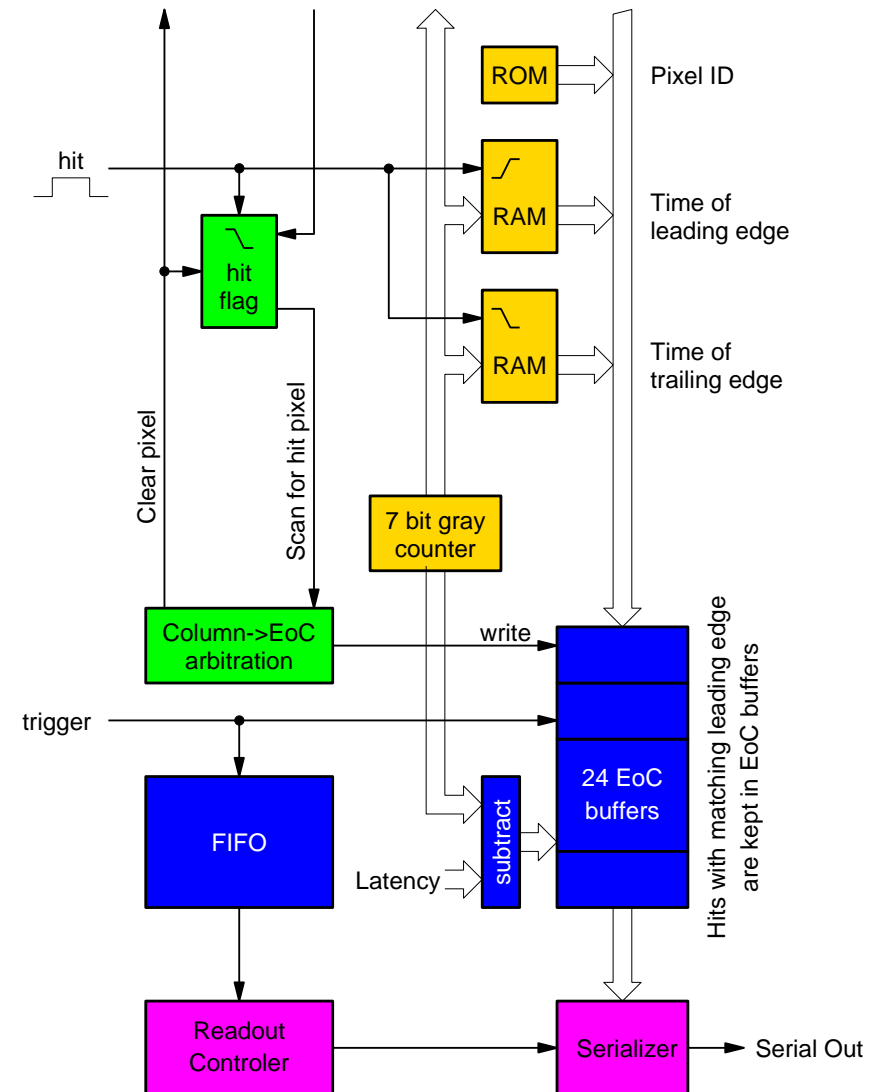 ROM
Pixel ID
hit
RAM
Time of
leading edge
hit
flag
RAM
Time of
trailing edge
Clear pixel
Scan for hit pixel
7 bit gray
counter
Column->EoC
arbitration
write
Hits with matching leading edge
are kept in EoC buffers
trigger
24 EoC
buffers
FIFO
subtract
Latency
Readout
Controler
Serializer
Serial Out